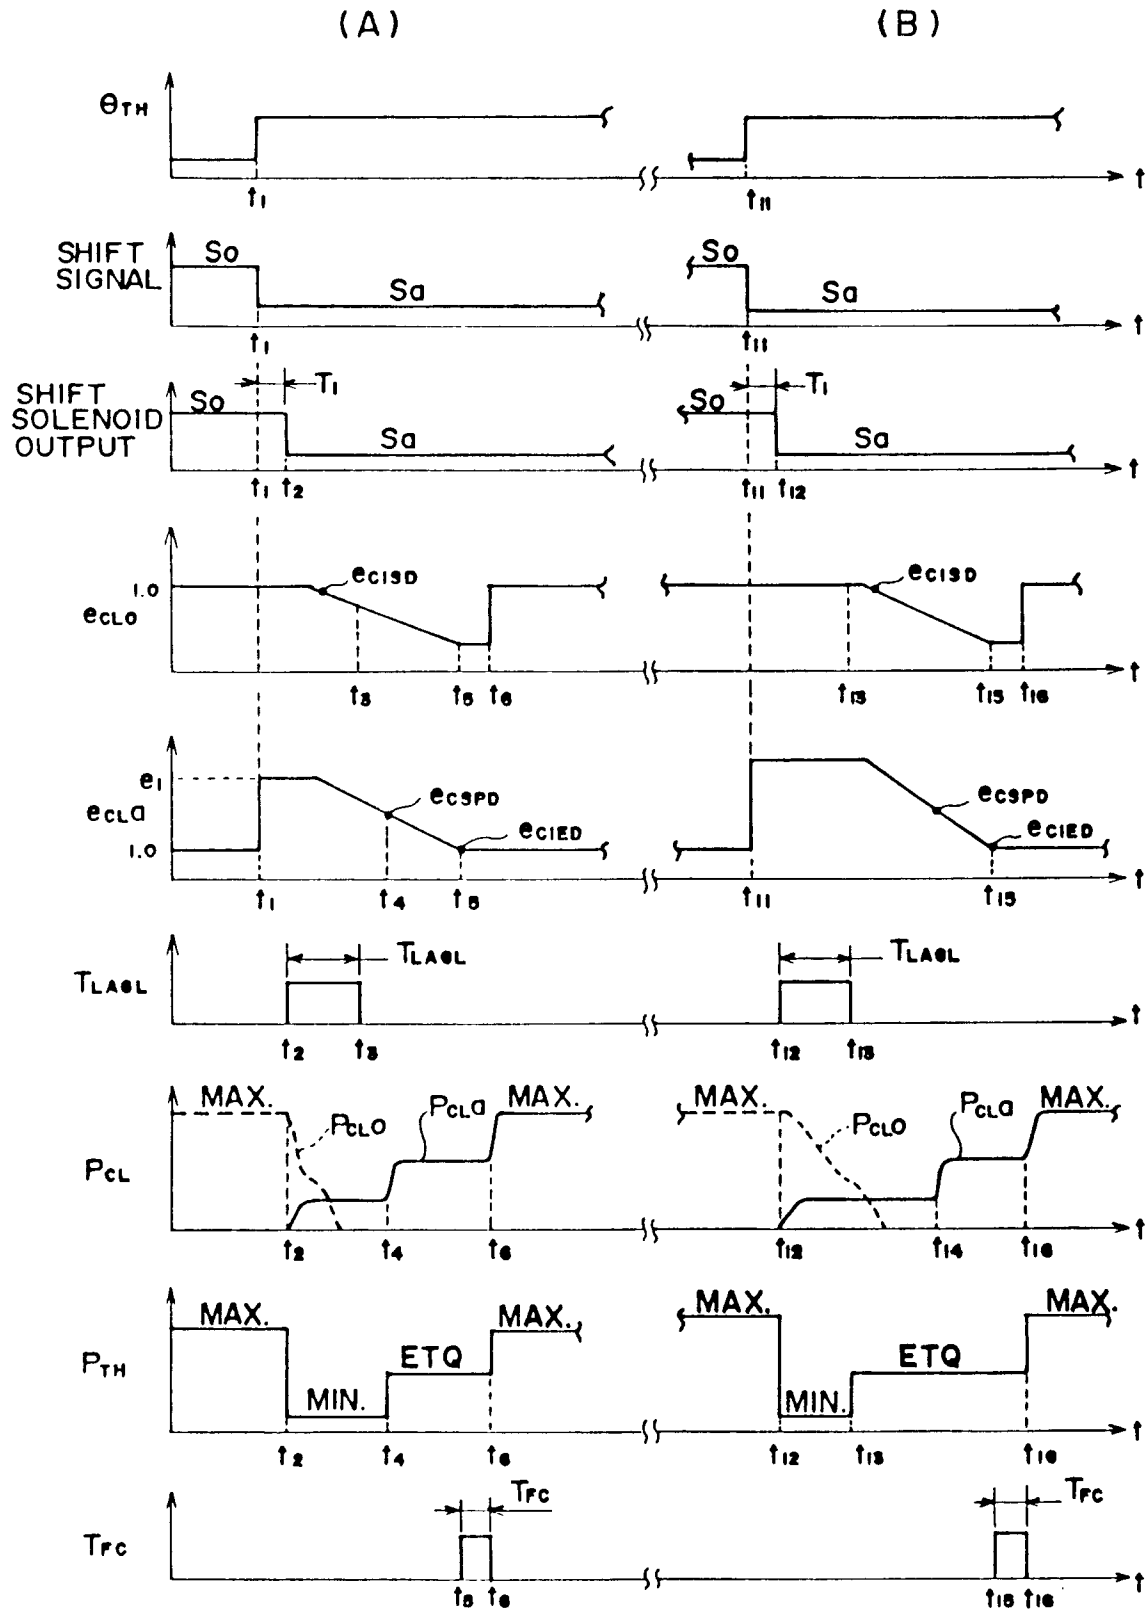 (A) (B)
θTH
t1 t11 t
SHIFT
SIGNAL
So Sa So Sa
t1 t11 t
SHIFT
SOLENOID
OUTPUT
T1 T1
So Sa So Sa
t1 t2 t11 t12 t
1.0 eCISD eCISD
eCLO
t3 t5 t6 t13 t15 t16 t
e1
eCLa eCSPD eCSPD
1.0 eCIED eCIED
t1 t4 t5 t11 t15 t
TLAGL TLAGL
TLAGL
t2 t3 t12 t13 t
MAX. PCLO PCLa MAX. MAX. PCLO PCLa MAX.
PCL
t2 t4 t6 t12 t14 t16 t
MAX. MAX. MAX. MAX.
PTH ETQ ETQ
MIN. MIN.
t2 t4 t6 t12 t13 t16 t
TFC TFC
TFC
t5 t6 t15 t16 t